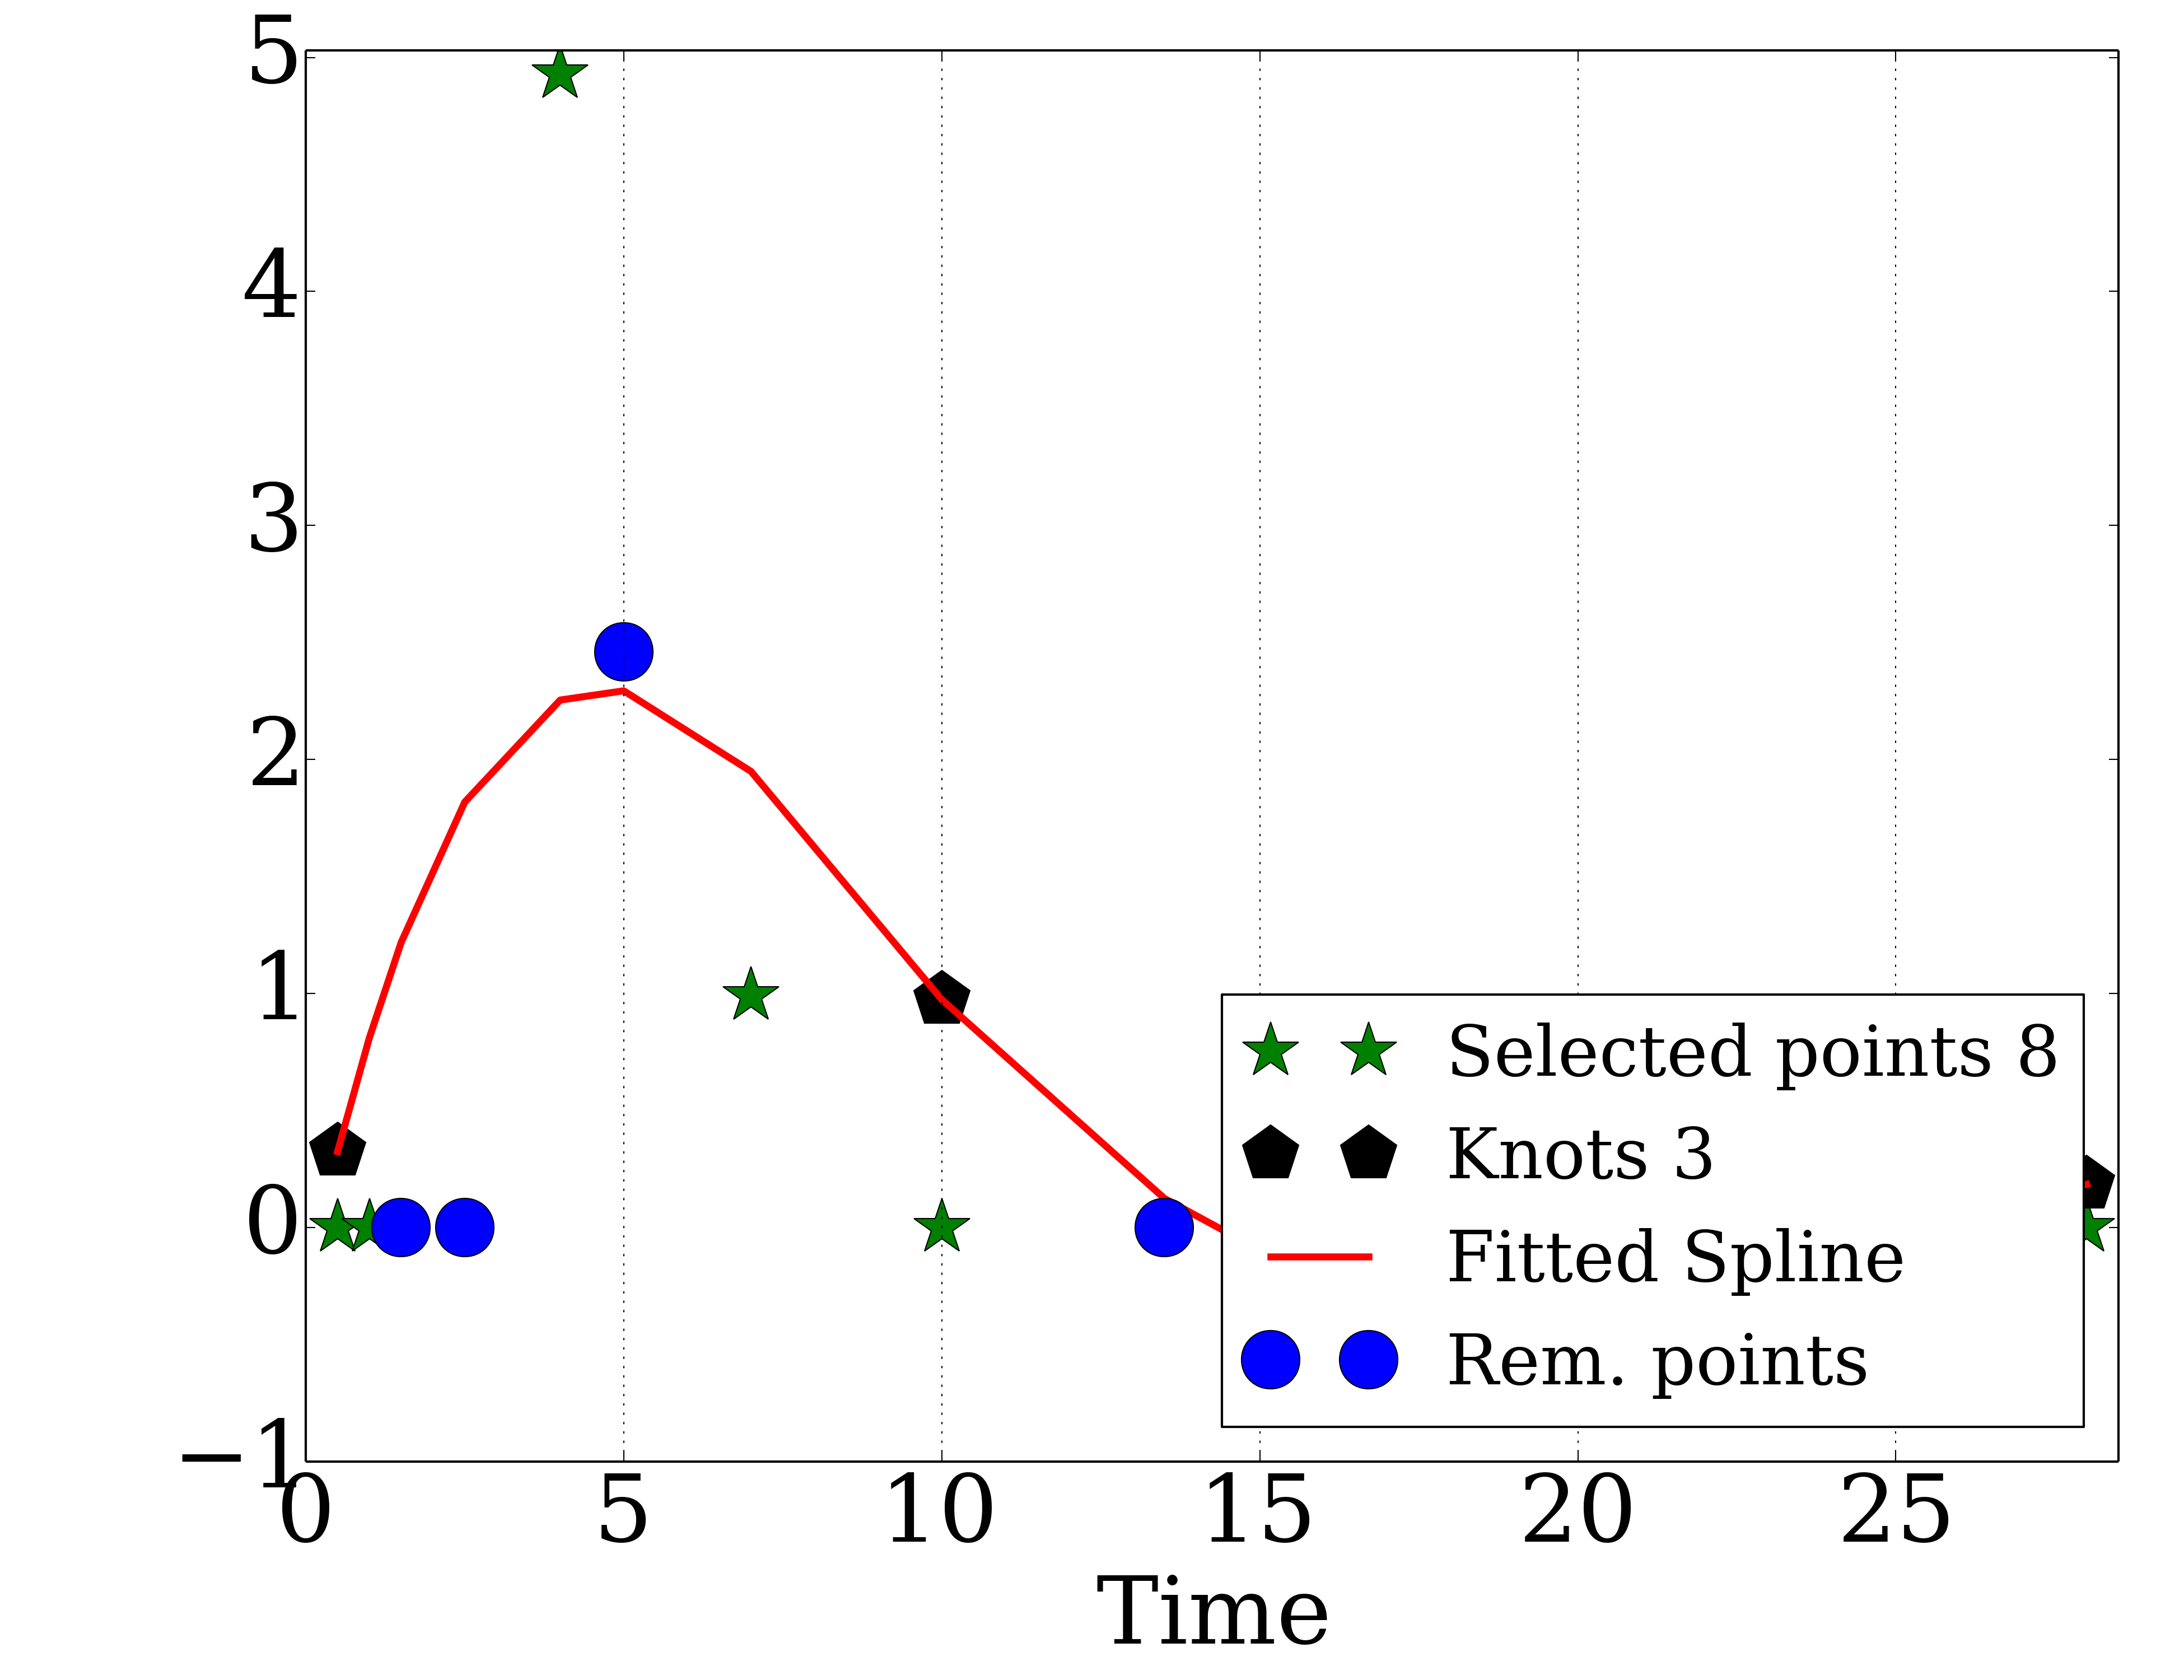 5
4
3
2
1
0
−1
0 5 10 15 20 25
Time
Selected points 8
Knots 3
Fitted Spline
Rem. points